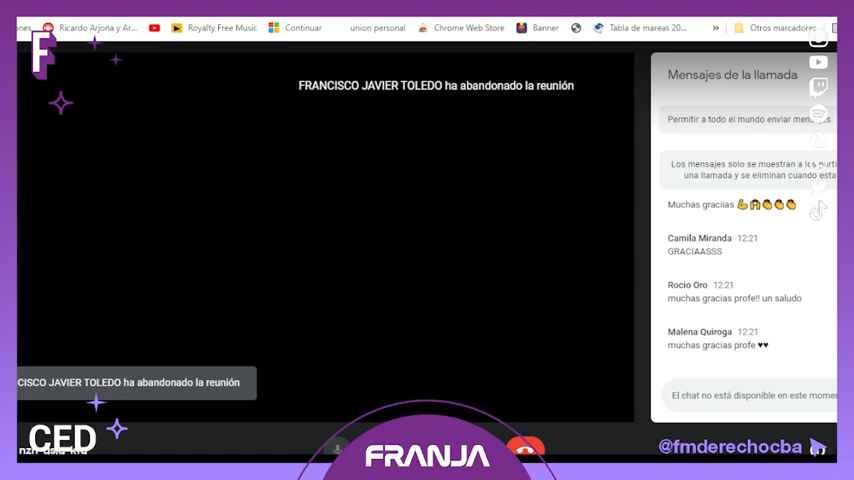 Ricardo Arjona y Ar...
Royalty Free Music
Continuar
union personal
Chrome Web Store
Banner
Tabla de mareas 20...
»
Otros marcadores
F
FRANCISCO JAVIER TOLEDO ha abandonado la reunión
Mensajes de la llamada
Permitir a todo el mundo enviar
Los mensajes solo se muestran a
una llamada y se eliminan cuando
Muchas graciias 💪🙌👏👏👏
Camila Miranda 12:21
GRACIAASSS
Rocio Oro 12:21
muchas gracias profe!! un saludo
Malena Quiroga 12:21
muchas gracias profe ♥♥
El chat no está disponible en este
CISCO JAVIER TOLEDO ha abandonado la reunión
CED
FRANJA
@fmderechocba